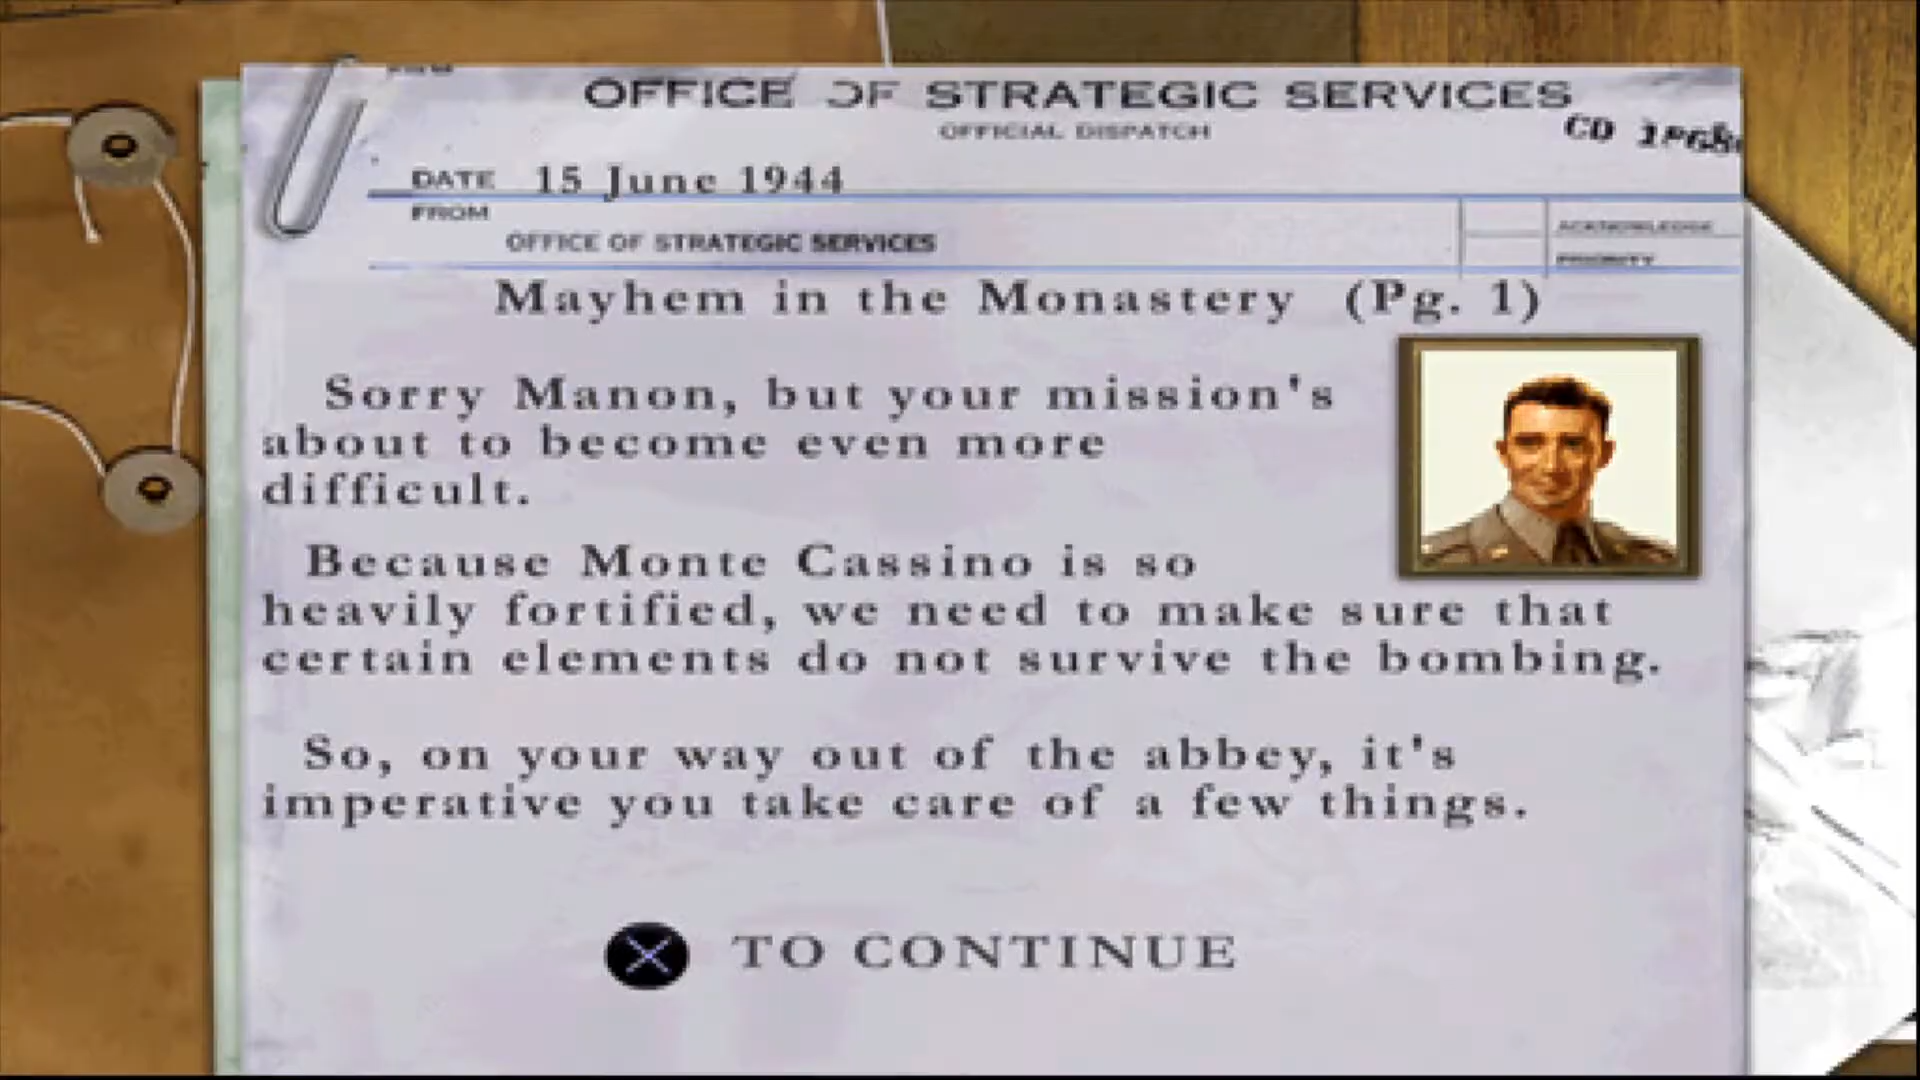 OFFICE OF STRATEGIC SERVICES
OFFICIAL DISPATCH
CD
DATE 15 June 1944
FROM
OFFICE OF STRATEGIC SERVICES
ACKNOWLEDGE
PRIORITY
Mayhem in the Monastery (Pg. 1)
Sorry Manon, but your mission's
about to become even more
difficult.
Because Monte Cassino is so
heavily fortified, we need to make sure that
certain elements do not survive the bombing.
So, on your way out of the abbey, it's
imperative you take care of a few things.
TO CONTINUE